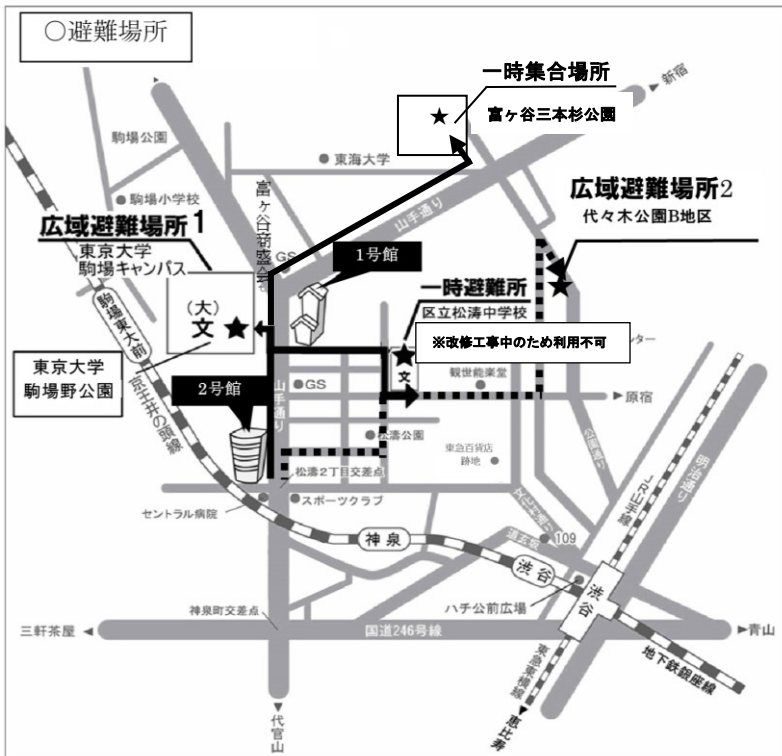 ○避難場所
一時集合場所
富ヶ谷三本杉公園
新宿
駒場公園
東海大学
駒場小学校
広域避難場所1
東京大学
駒場キャンパス
広域避難場所2
代々木公園B地区
山手通り
GS
1号館
(大)
文
一時避難所
区立松濤中学校
※改修工事中のため利用不可
ンター
文
観世能楽堂
駒場東大前
東京大学
駒場野公園
京王井の頭線
2号館
山手通り
GS
原宿
松濤公園
東急百貨店
跡地
公園通り
明治通り
JR山手線
松濤2丁目交差点
スポーツクラブ
セントラル病院
文化村通り
道玄坂
109
神泉
渋谷
渋谷
ハチ公前広場
神泉町交差点
三軒茶屋
国道246号線
青山
地下鉄銀座線
東急東横線
恵比寿
代官山